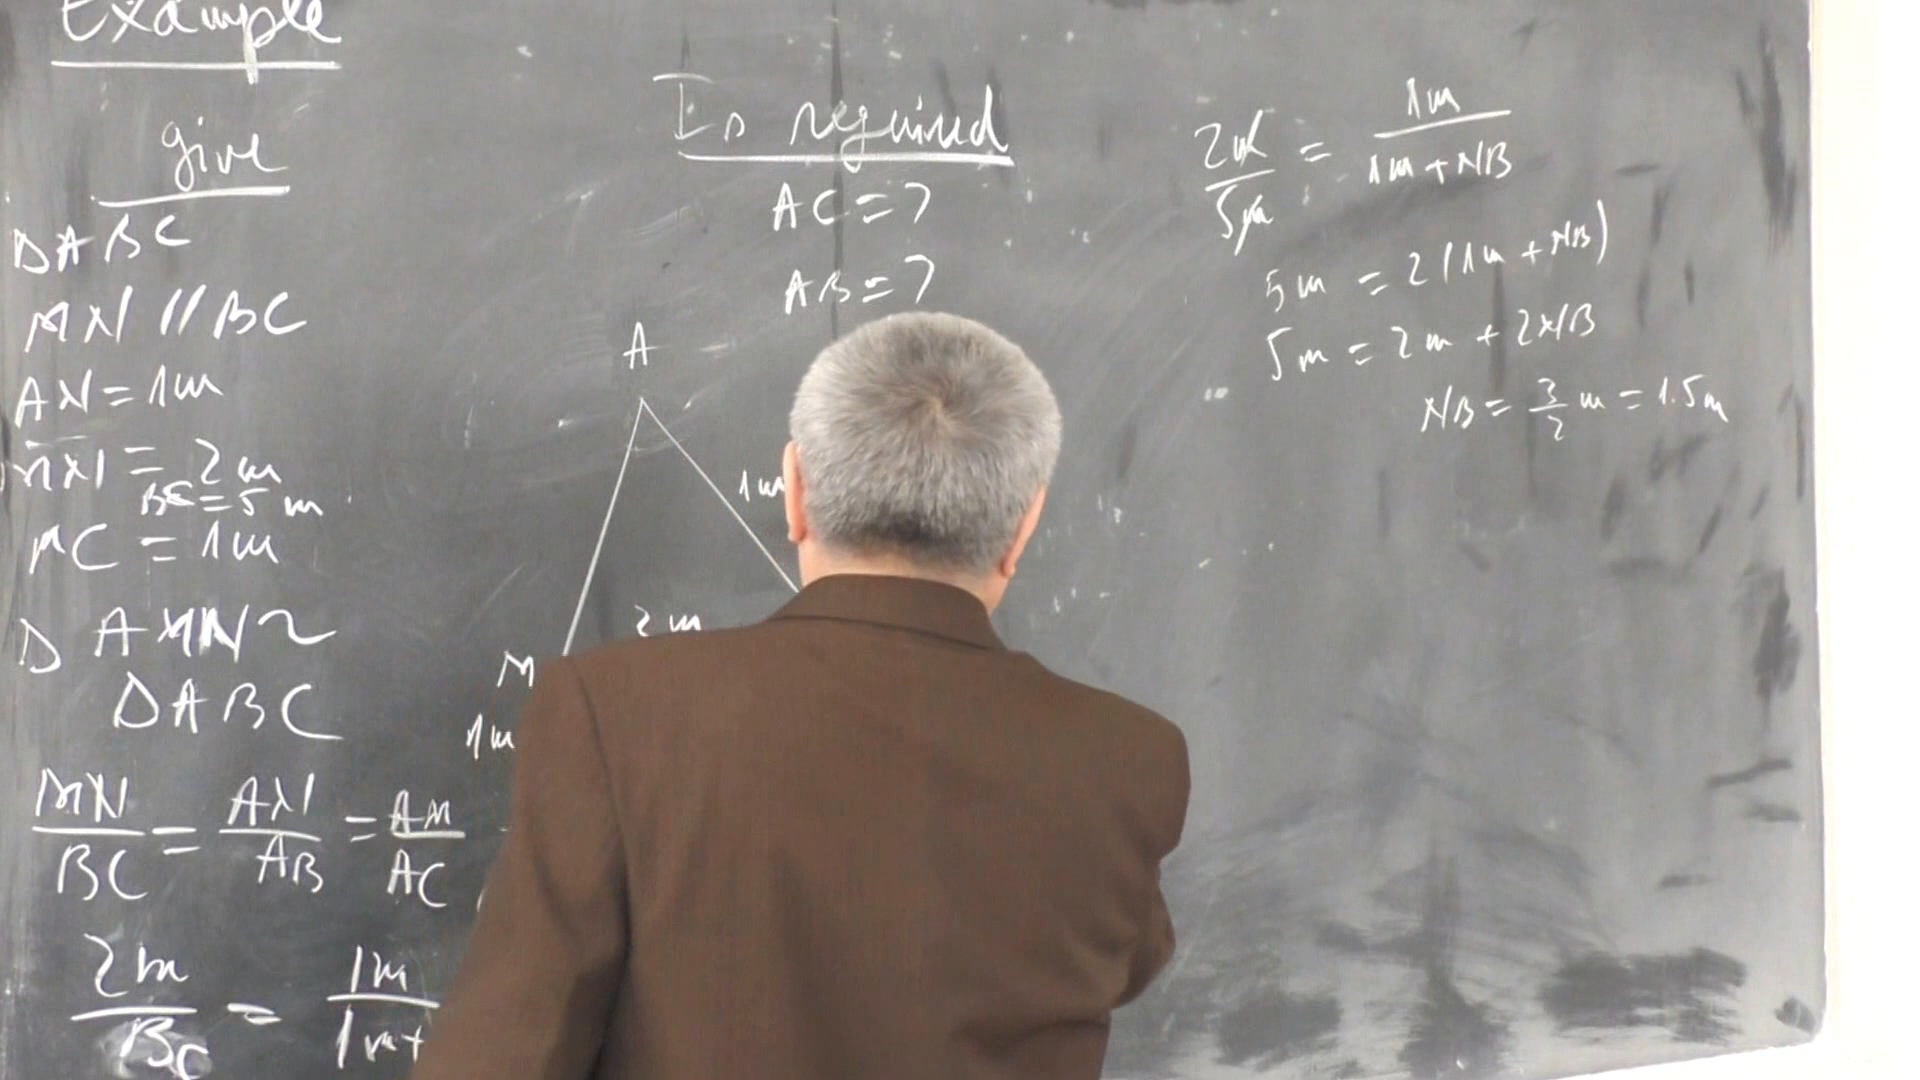 Example
give
Is required
ΔABC
MN // BC
AN = 1m
MN = 2m
BC = 5m
MC = 1m
Δ AMN ~
ΔABC
MN/BC = AN/AB = AM/AC
2m/BC = 1m/1m+
AC = ?
AB = ?
A
1m
2m
M
1m
2m/5m = 1m/1m + NB
5m = 2(1m + NB)
5m = 2m + 2NB
NB = 3/2 m = 1.5m